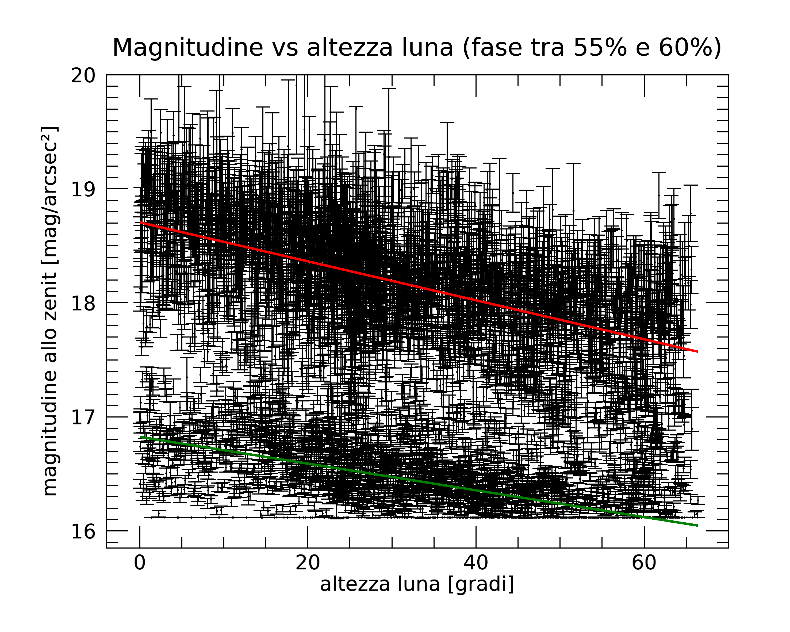 Magnitudine vs altezza luna (fase tra 55% e 60%)
20
19
18
17
16
magnitudine allo zenit [mag/arcsec²]
0 20 40 60
altezza luna [gradi]